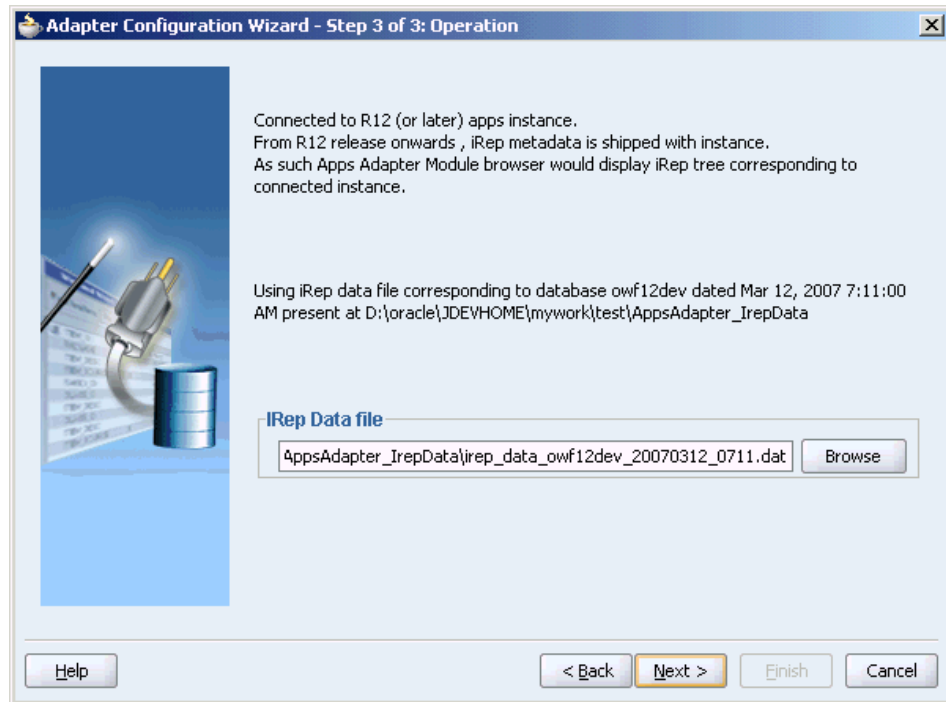 Adapter Configuration Wizard - Step 3 of 3: Operation
Connected to R12 (or later) apps instance.
From R12 release onwards , iRep metadata is shipped with instance.
As such Apps Adapter Module browser would display iRep tree corresponding to
connected instance.
Using iRep data file corresponding to database owf12dev dated Mar 12, 2007 7:11:00
AM present at D:\oracle\JDEVHOME\mywork\test\AppsAdapter_IrepData
IRep Data file
AppsAdapter_IrepData\irep_data_owf12dev_20070312_0711.dat
Browse
Help
< Back
Next >
Finish
Cancel